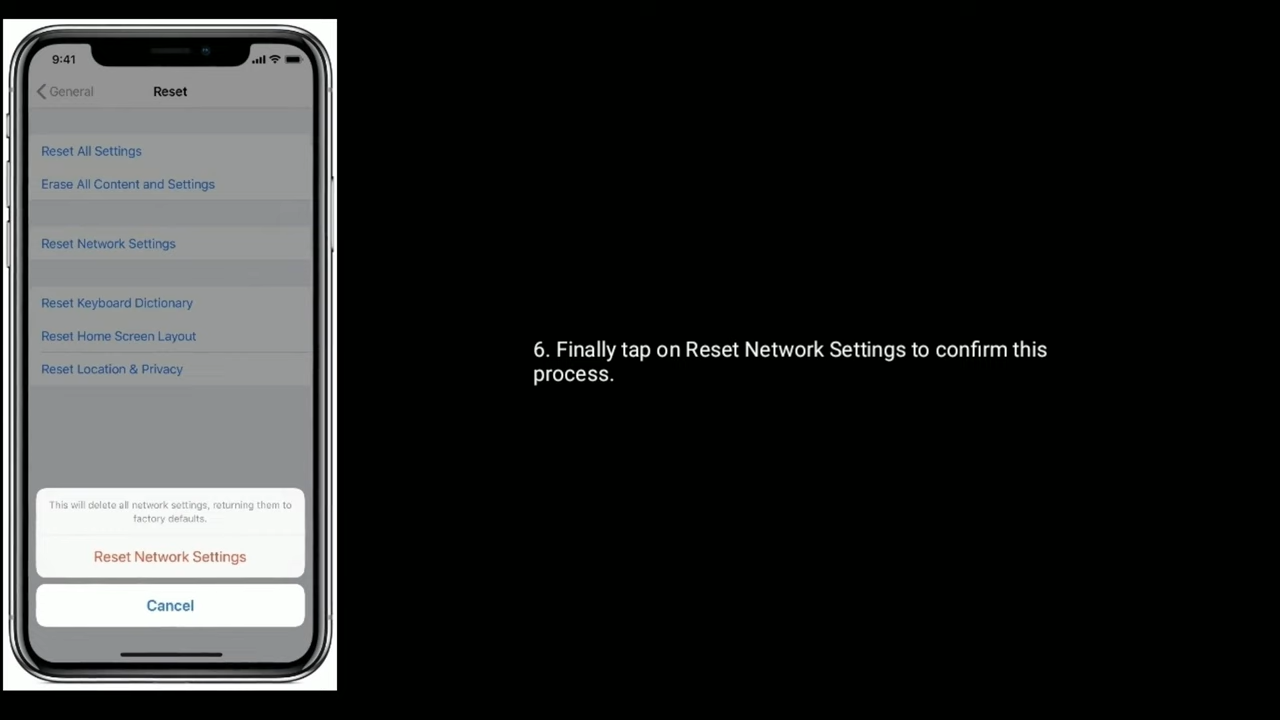 9:41
General
Reset
Reset All Settings
Erase All Content and Settings
Reset Network Settings
Reset Keyboard Dictionary
Reset Home Screen Layout
Reset Location & Privacy
This will delete all network settings, returning them to
factory defaults.
Reset Network Settings
Cancel
6. Finally tap on Reset Network Settings to confirm this
process.